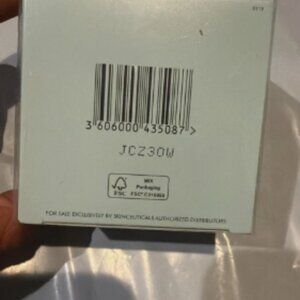 3 606000 435087 >
JCZ30W
FSC
MIX
Packaging
FOR SALE EXCLUSIVELY BY SKINCEUTICALS AUTHORIZED DISTRIBUTORS